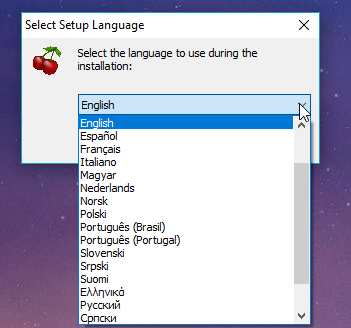 Select Setup Language
Select the language to use during the
installation:
English
English
Español
Français
Italiano
Magyar
Nederlands
Norsk
Polski
Português (Brasil)
Português (Portugal)
Slovenski
Srpski
Suomi
Ελληνικά
Русский
Српски